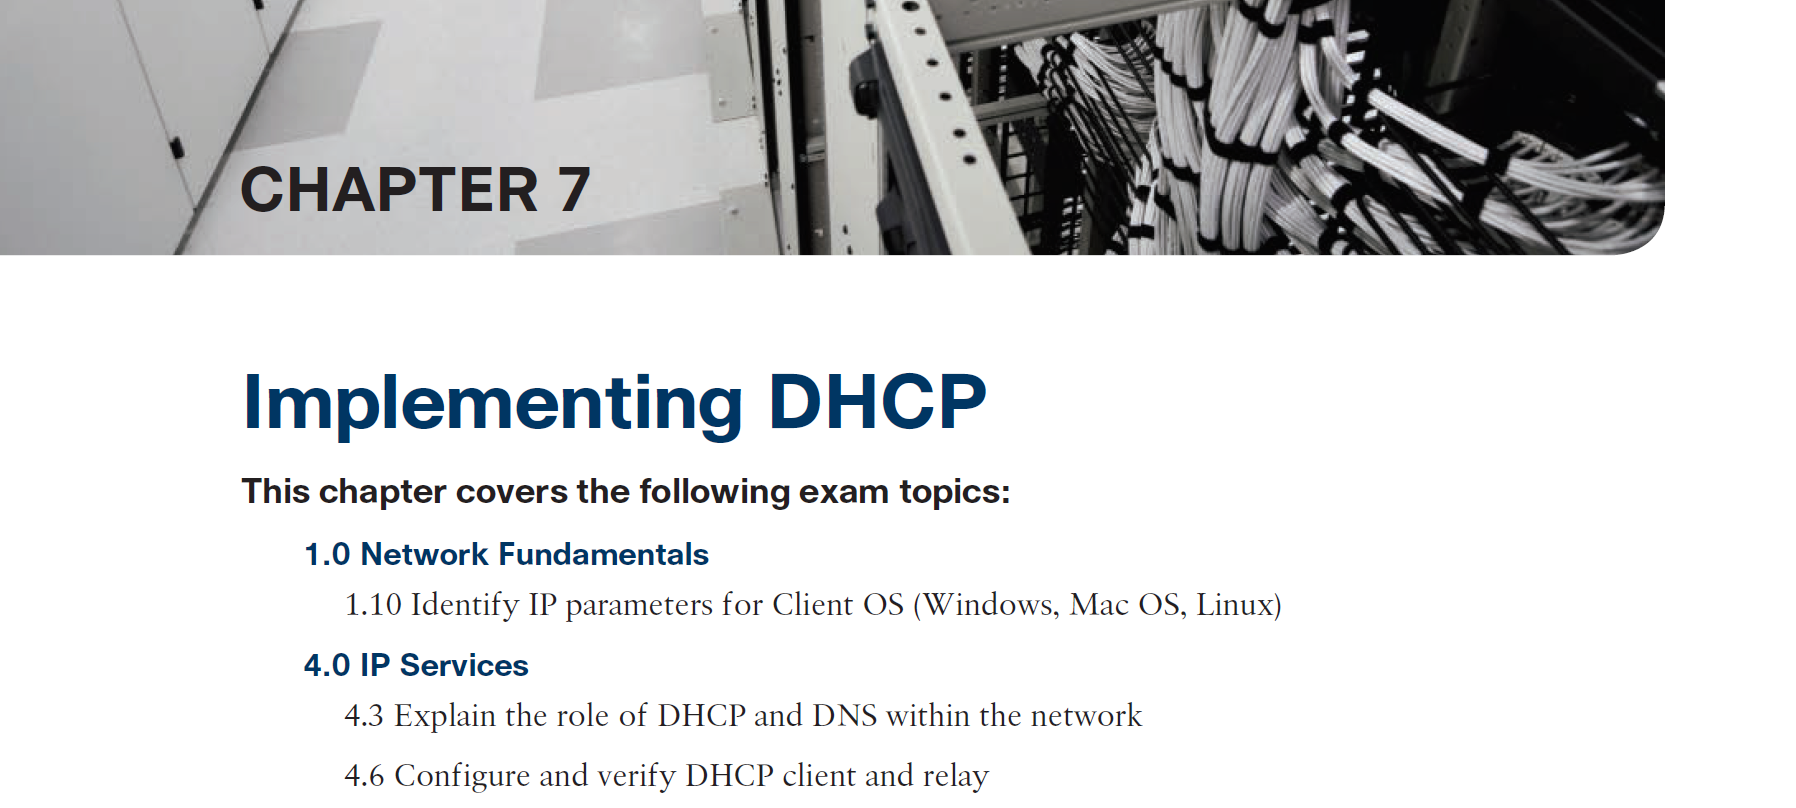 CHAPTER 7
Implementing DHCP
This chapter covers the following exam topics:
1.0 Network Fundamentals
1.10 Identify IP parameters for Client OS (Windows, Mac OS, Linux)
4.0 IP Services
4.3 Explain the role of DHCP and DNS within the network
4.6 Configure and verify DHCP client and relay